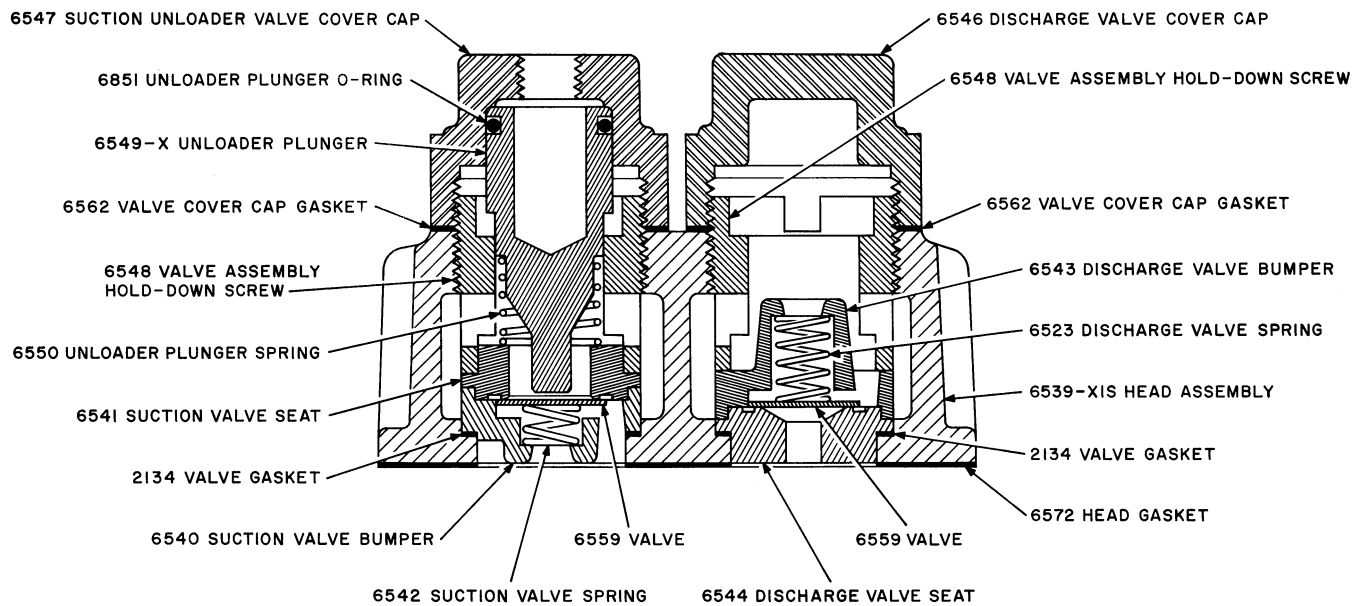 6547 SUCTION UNLOADER VALVE COVER CAP
6851 UNLOADER PLUNGER O-RING
6549-X UNLOADER PLUNGER
6562 VALVE COVER CAP GASKET
6548 VALVE ASSEMBLY
HOLD-DOWN SCREW
6550 UNLOADER PLUNGER SPRING
6541 SUCTION VALVE SEAT
2134 VALVE GASKET
6540 SUCTION VALVE BUMPER
6542 SUCTION VALVE SPRING
6559 VALVE
6546 DISCHARGE VALVE COVER CAP
6548 VALVE ASSEMBLY HOLD-DOWN SCREW
6562 VALVE COVER CAP GASKET
6543 DISCHARGE VALVE BUMPER
6523 DISCHARGE VALVE SPRING
6539-XIS HEAD ASSEMBLY
2134 VALVE GASKET
6572 HEAD GASKET
6559 VALVE
6544 DISCHARGE VALVE SEAT